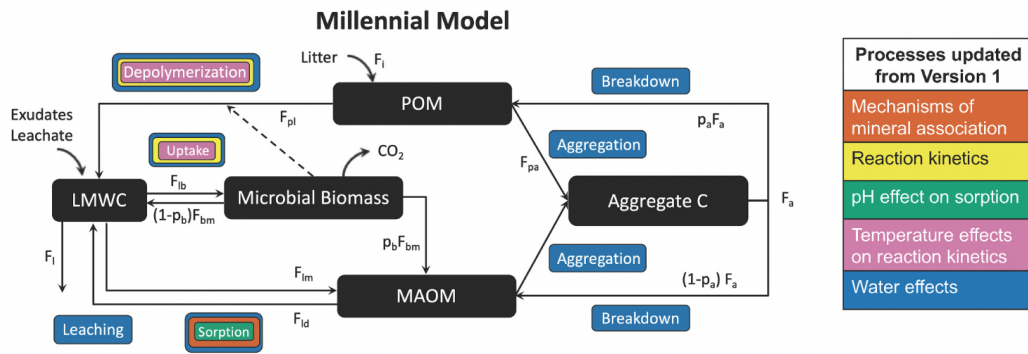 Millennial Model
Litter
Fi
Depolymerization
Breakdown
POM
Fpl
paFa
Exudates
Leachate
Uptake
CO2
Aggregation
Fpa
LMWC
Flb
Microbial Biomass
Aggregate C
Fa
(1-pb)Fbm
pbFbm
Fl
Aggregation
Flm
MAOM
(1-pa) Fa
Fld
Leaching
Sorption
Breakdown
Processes updated
from Version 1
Mechanisms of
mineral association
Reaction kinetics
pH effect on sorption
Temperature effects
on reaction kinetics
Water effects